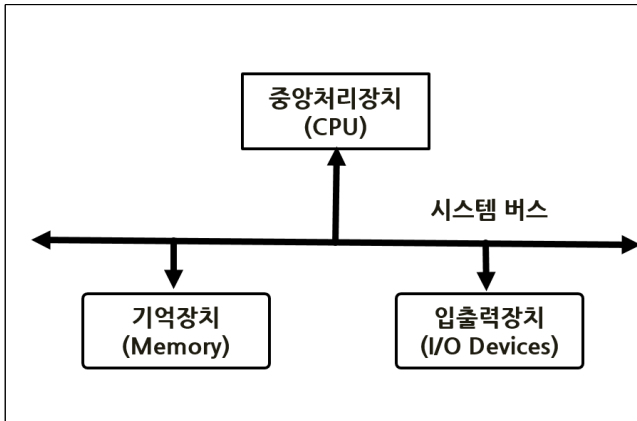 중앙처리장치
(CPU)
시스템 버스
기억장치
(Memory)
입출력장치
(I/O Devices)